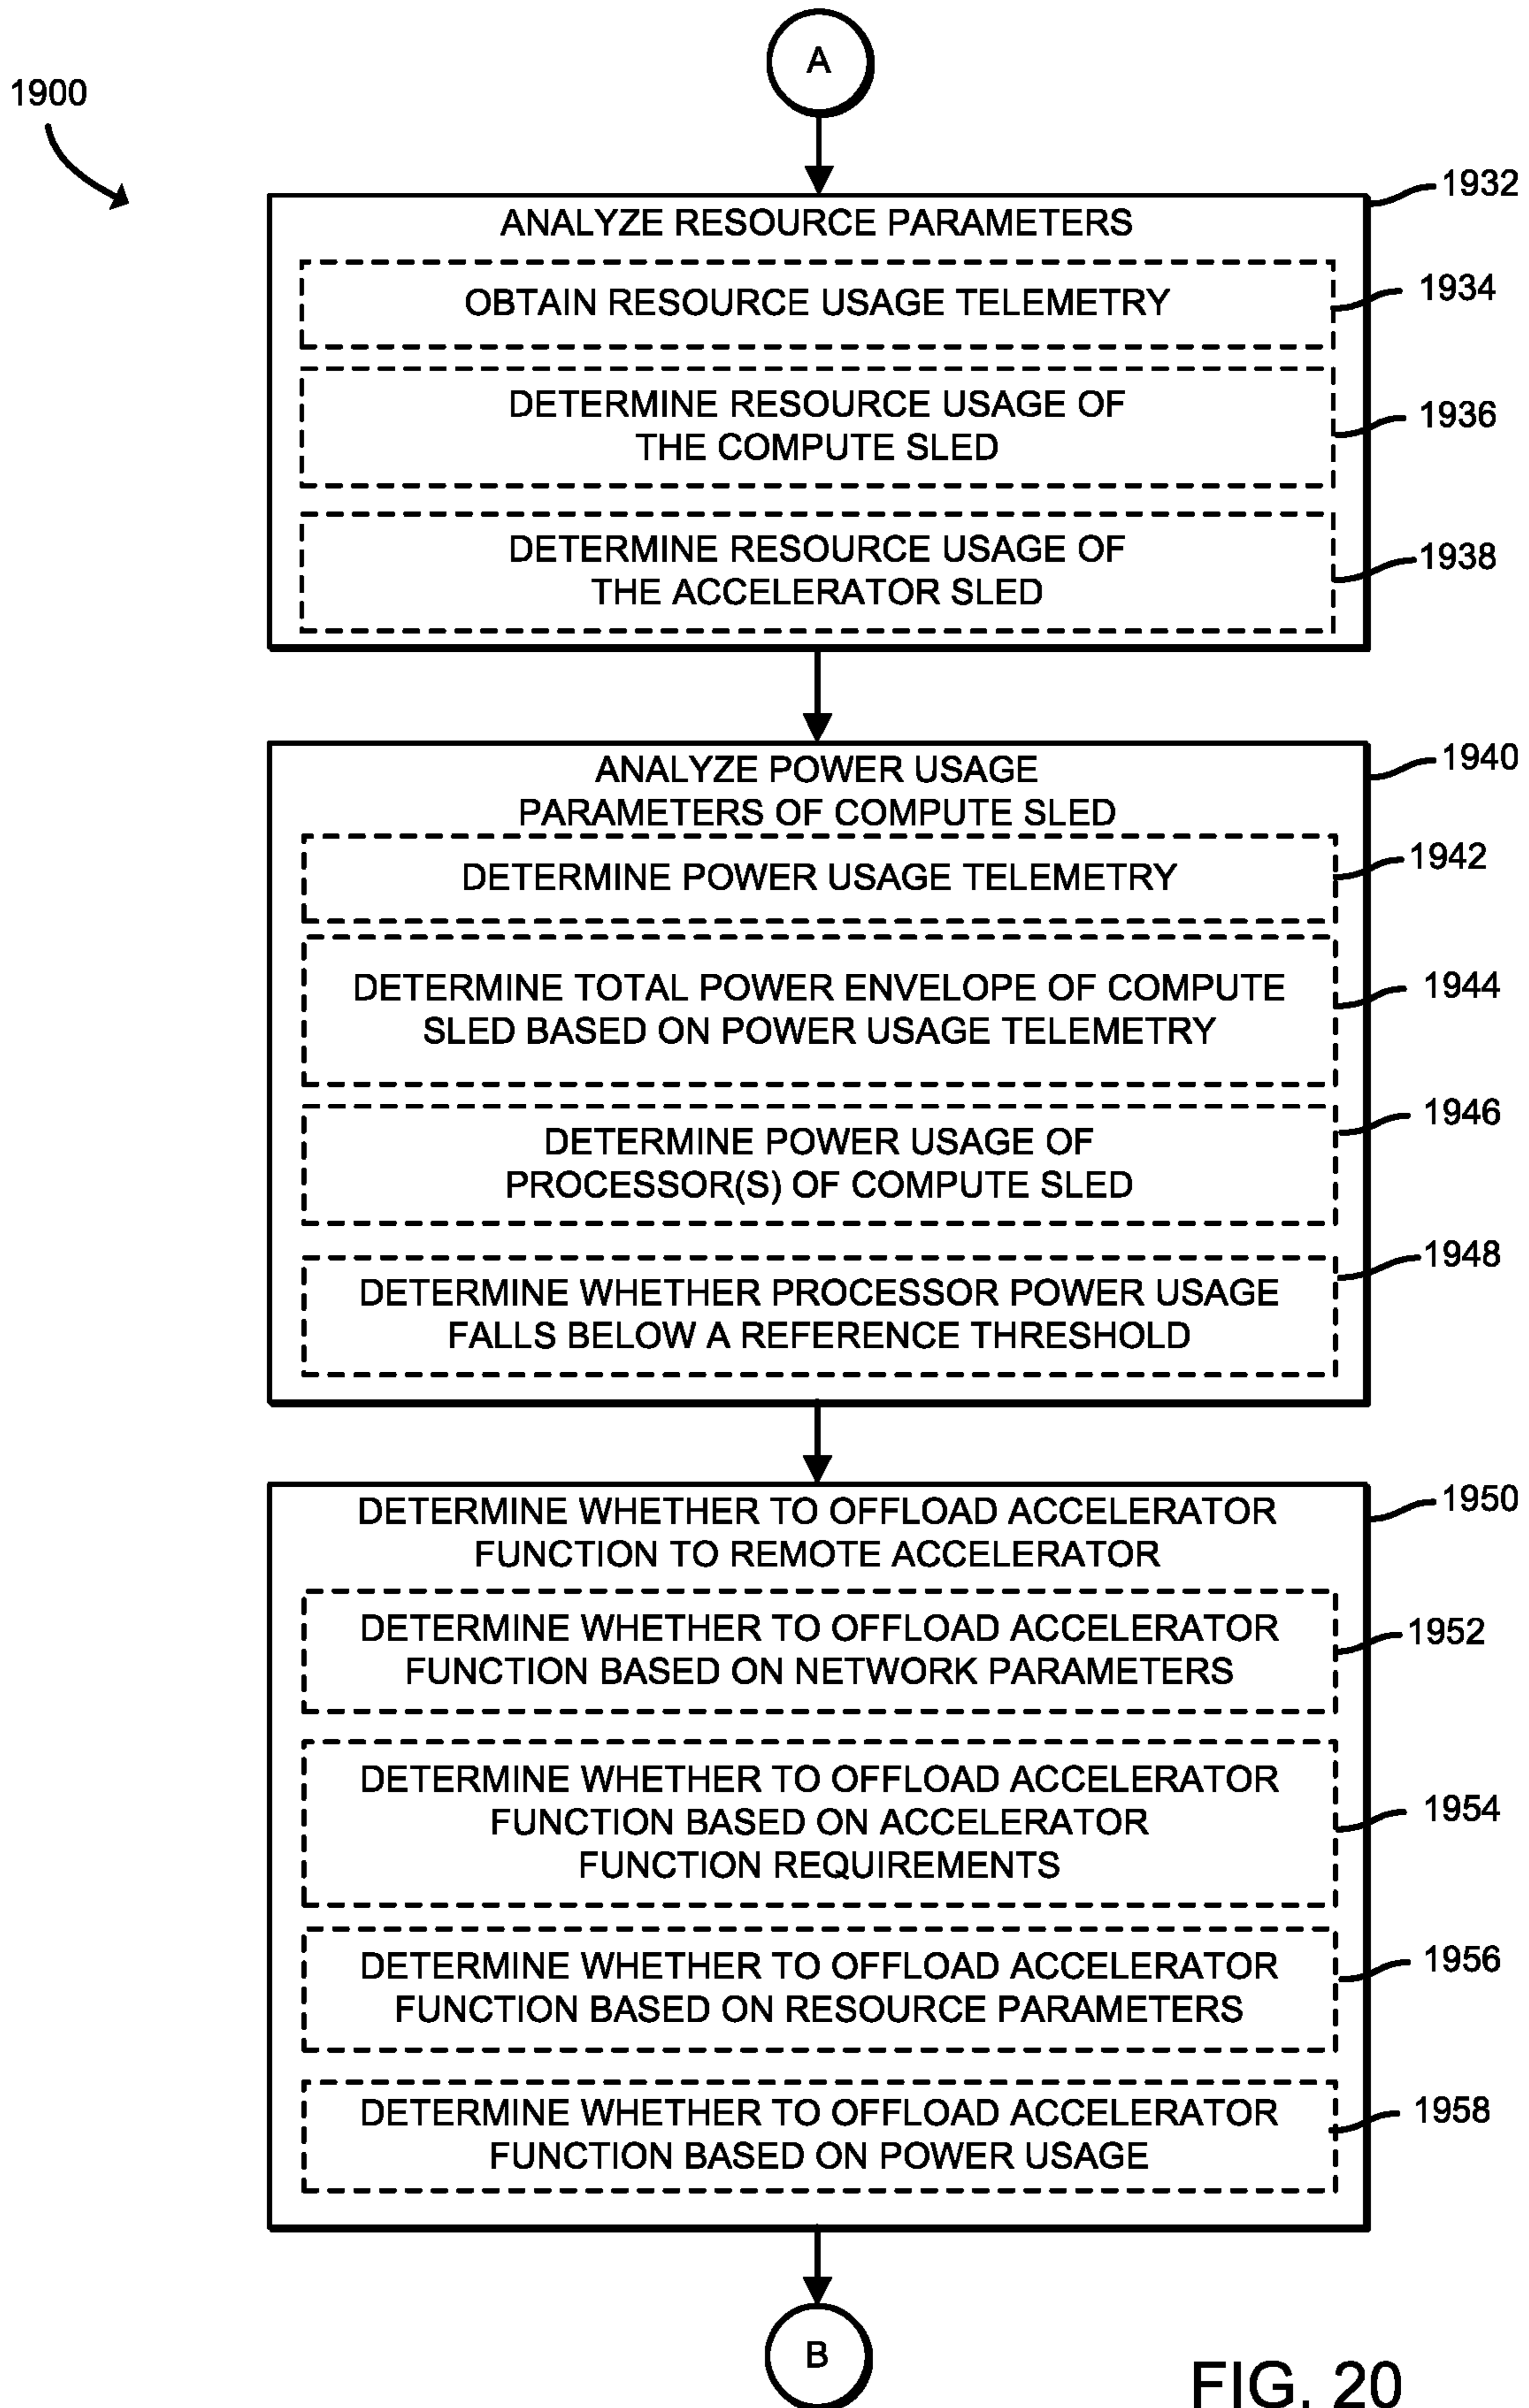 A
1900
1932
ANALYZE RESOURCE PARAMETERS
OBTAIN RESOURCE USAGE TELEMETRY
1934
DETERMINE RESOURCE USAGE OF
THE COMPUTE SLED
1936
DETERMINE RESOURCE USAGE OF
THE ACCELERATOR SLED
1938
ANALYZE POWER USAGE
PARAMETERS OF COMPUTE SLED
1940
DETERMINE POWER USAGE TELEMETRY
1942
DETERMINE TOTAL POWER ENVELOPE OF COMPUTE
SLED BASED ON POWER USAGE TELEMETRY
1944
DETERMINE POWER USAGE OF
PROCESSOR(S) OF COMPUTE SLED
1946
DETERMINE WHETHER PROCESSOR POWER USAGE
FALLS BELOW A REFERENCE THRESHOLD
1948
DETERMINE WHETHER TO OFFLOAD ACCELERATOR
FUNCTION TO REMOTE ACCELERATOR
1950
DETERMINE WHETHER TO OFFLOAD ACCELERATOR
FUNCTION BASED ON NETWORK PARAMETERS
1952
DETERMINE WHETHER TO OFFLOAD ACCELERATOR
FUNCTION BASED ON ACCELERATOR
FUNCTION REQUIREMENTS
1954
DETERMINE WHETHER TO OFFLOAD ACCELERATOR
FUNCTION BASED ON RESOURCE PARAMETERS
1956
DETERMINE WHETHER TO OFFLOAD ACCELERATOR
FUNCTION BASED ON POWER USAGE
1958
B
FIG. 20